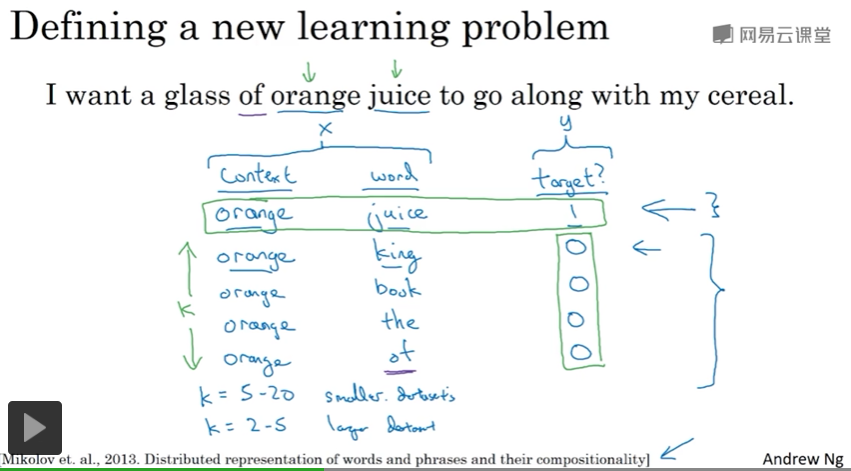 Defining a new learning problem
网易云课堂
I want a glass of orange juice to go along with my cereal.
x
y
Context word target?
orange juice 1
orange king 0
orange book 0
orange the 0
orange of 0
k
k = 5-20 smaller datasets
k = 2-5 larger dataset
[Mikolov et. al., 2013. Distributed representation of words and phrases and their compositionality]
Andrew Ng